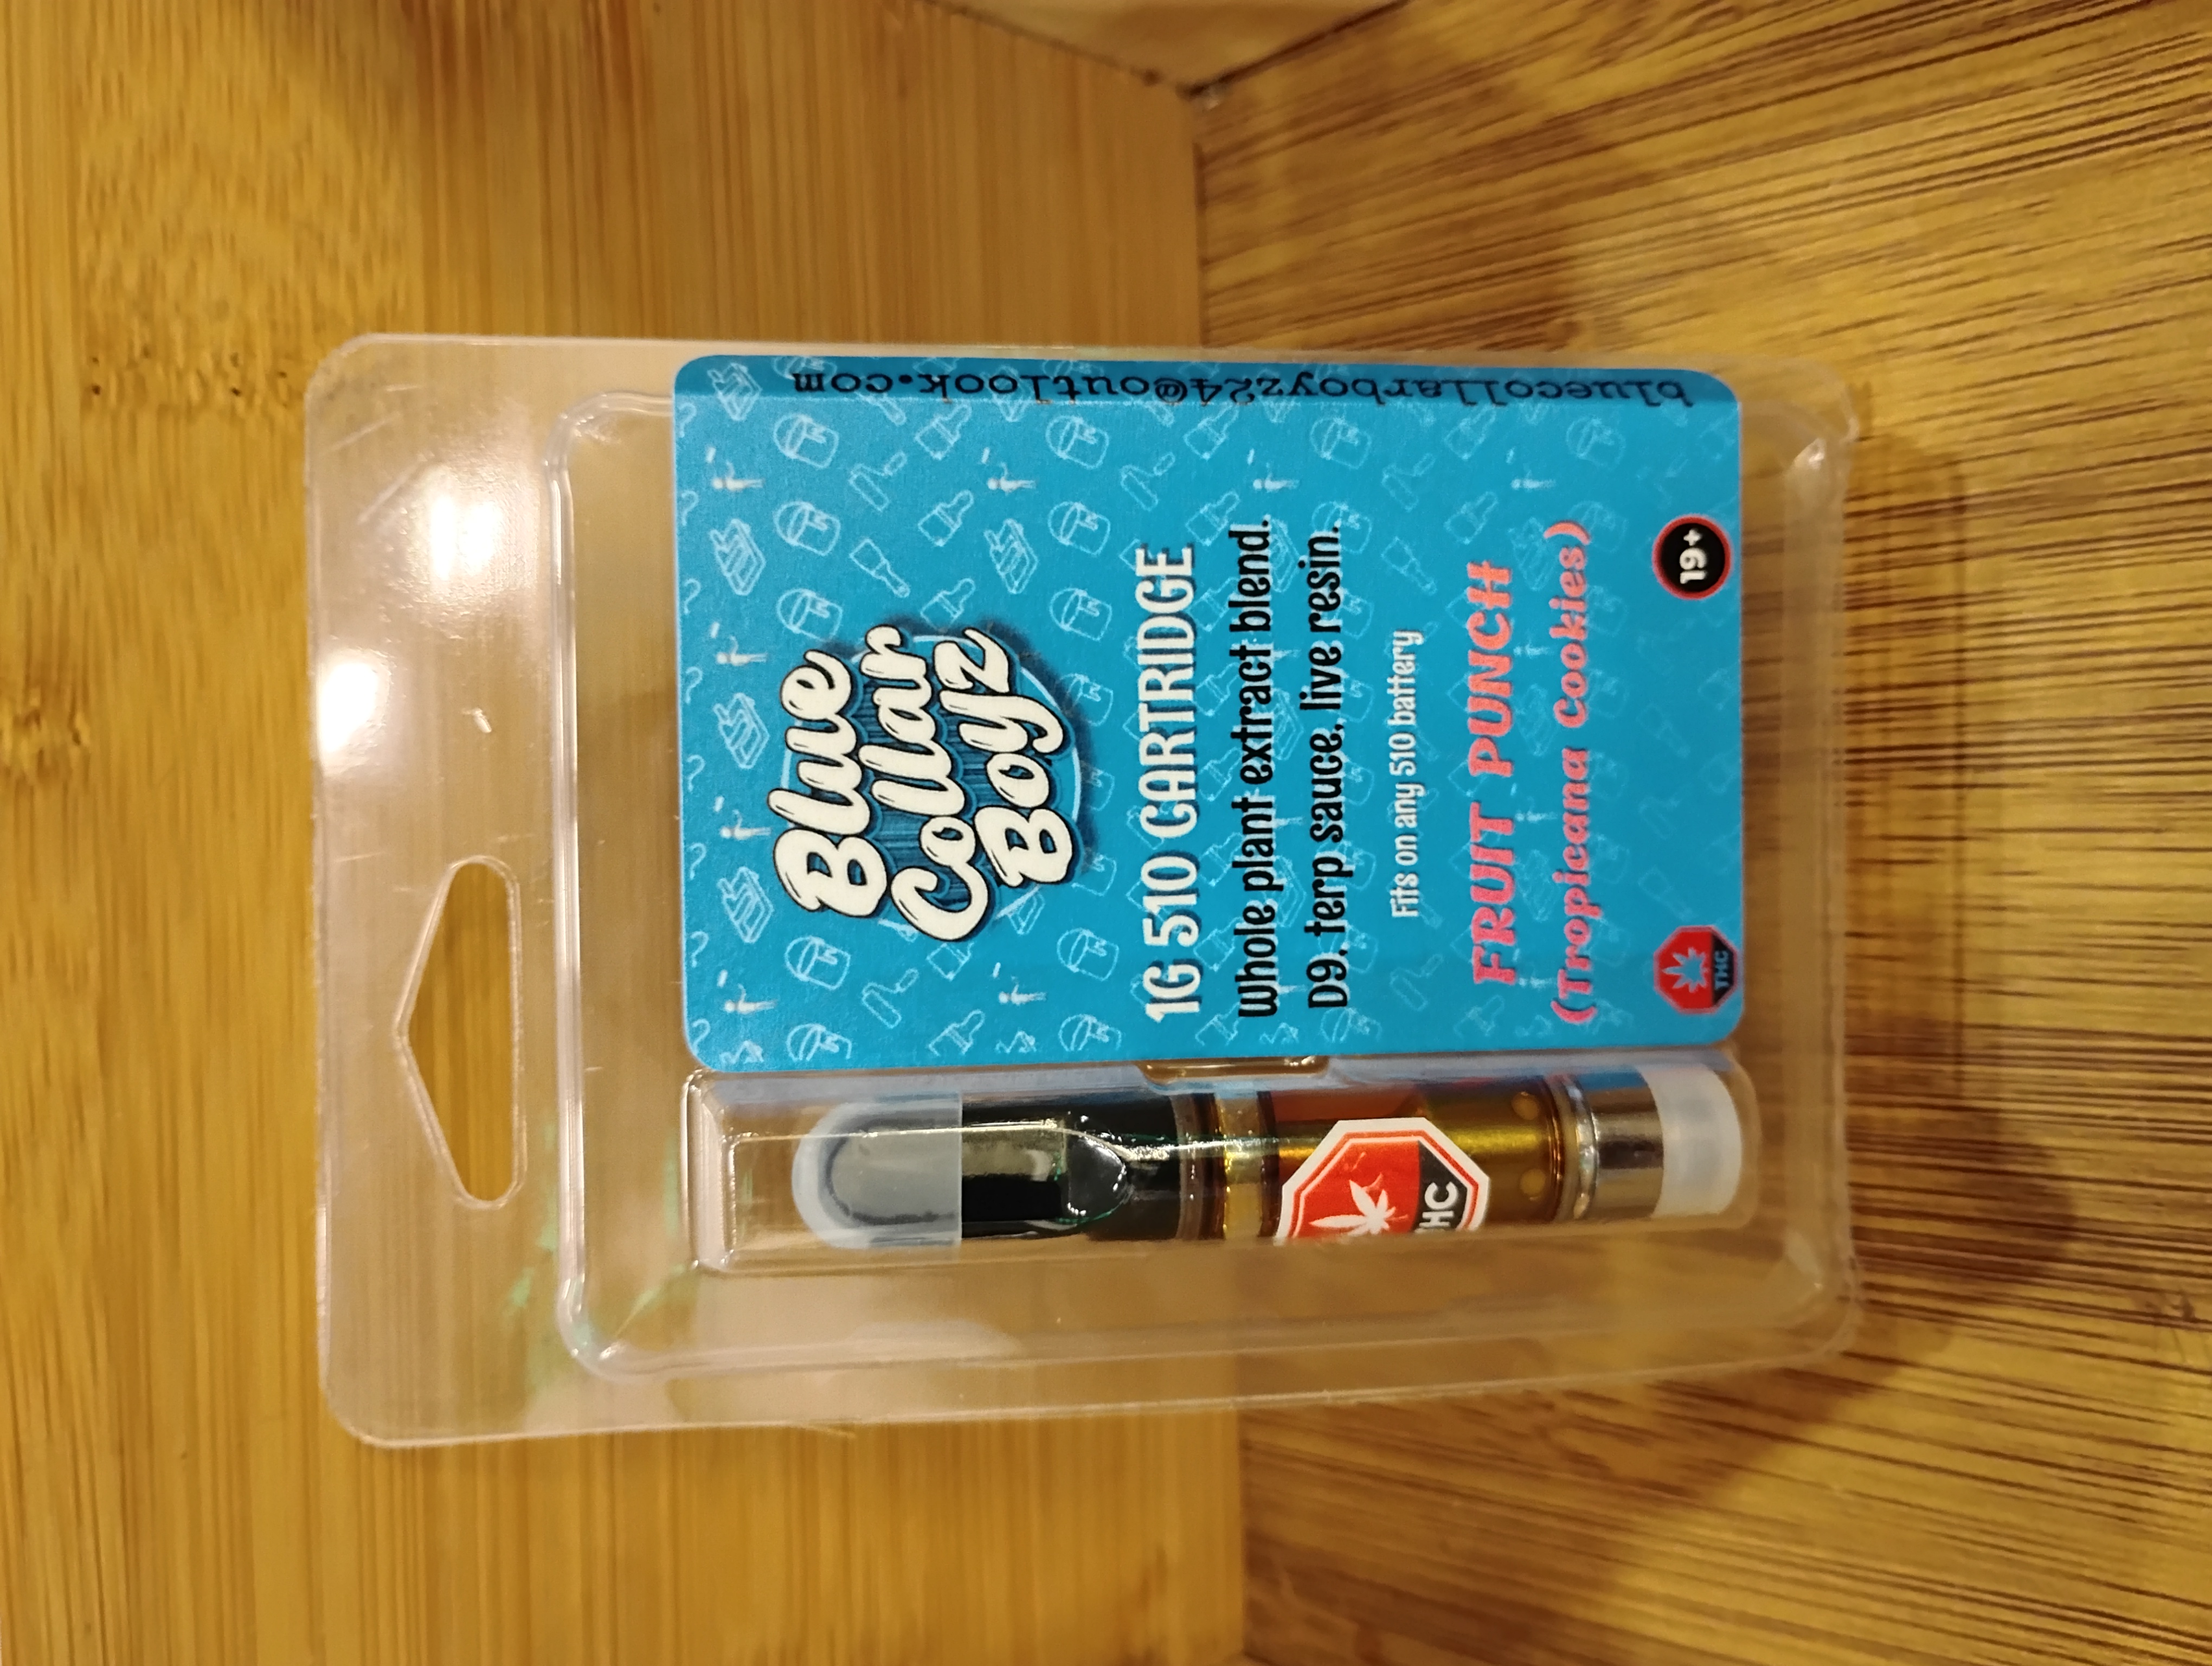 Blue
Collar
Boyz
1G 510 CARTRIDGE
Whole plant extract blend.
D9, terp sauce, live resin.
Fits on any 510 battery
FRUIT PUNCH
(Tropicana cookies)
THC
19+
bluecollarboyz24@outlook.com
THC